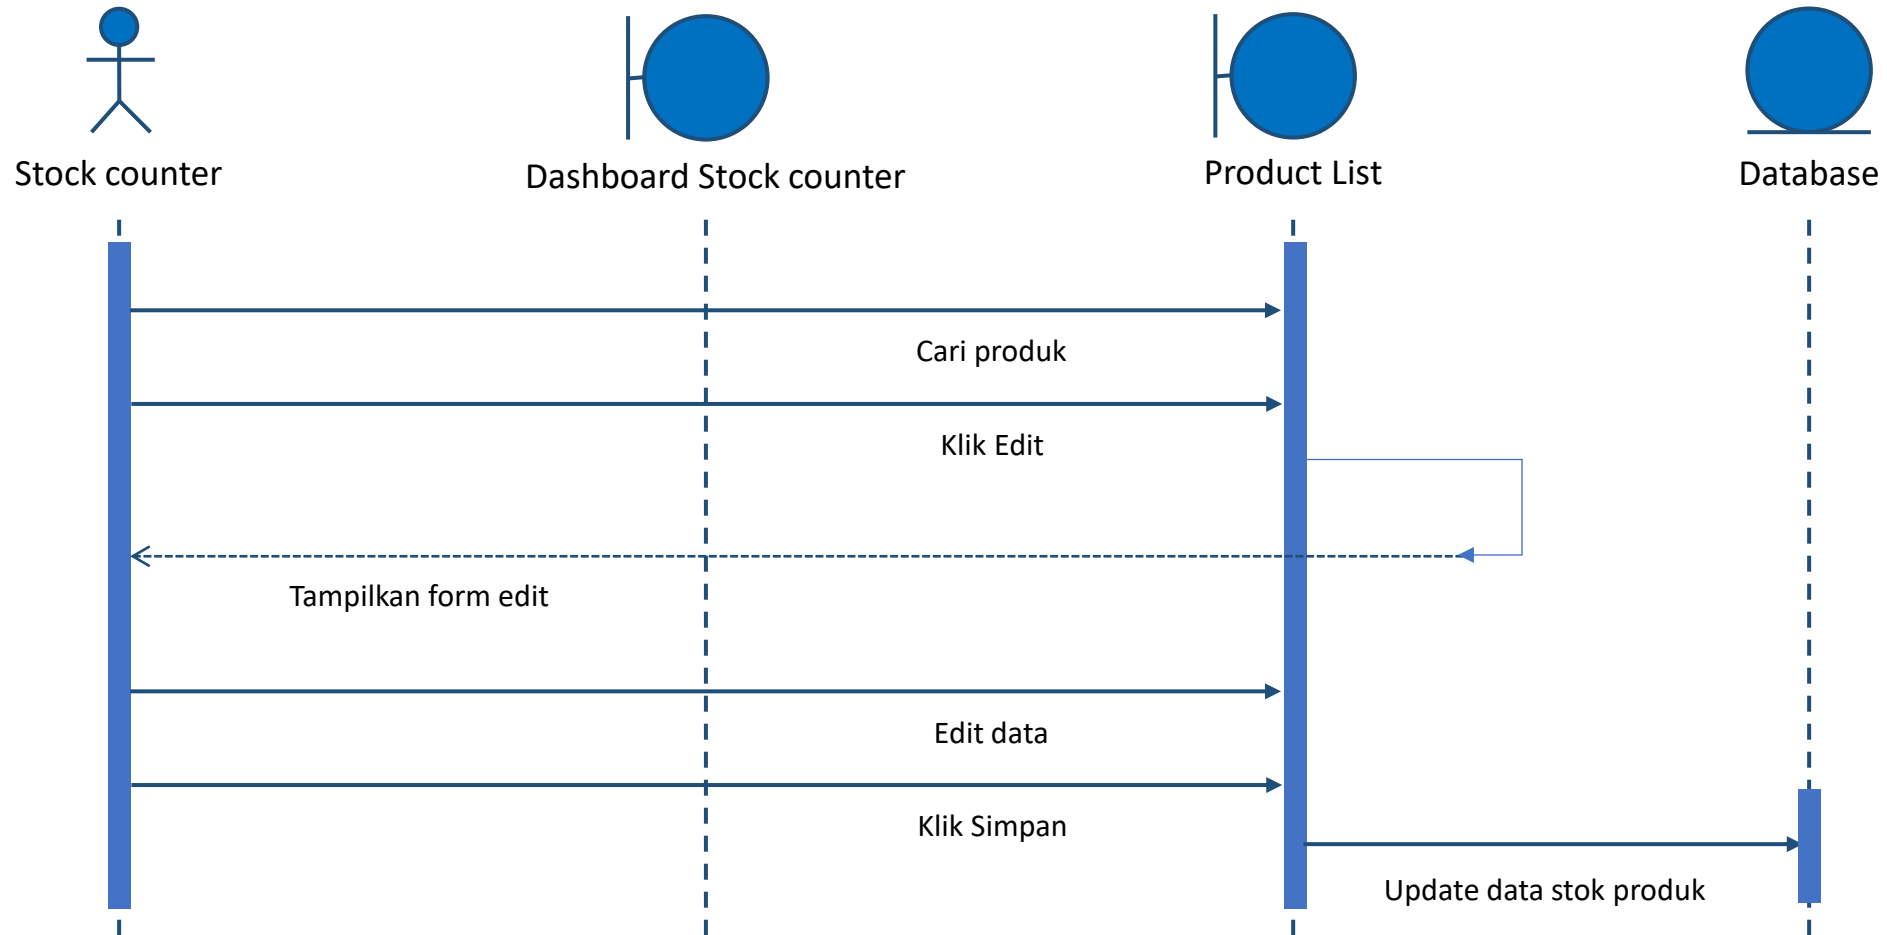 Stock counter
Dashboard Stock counter
Product List
Database
Cari produk
Klik Edit
Tampilkan form edit
Edit data
Klik Simpan
Update data stok produk